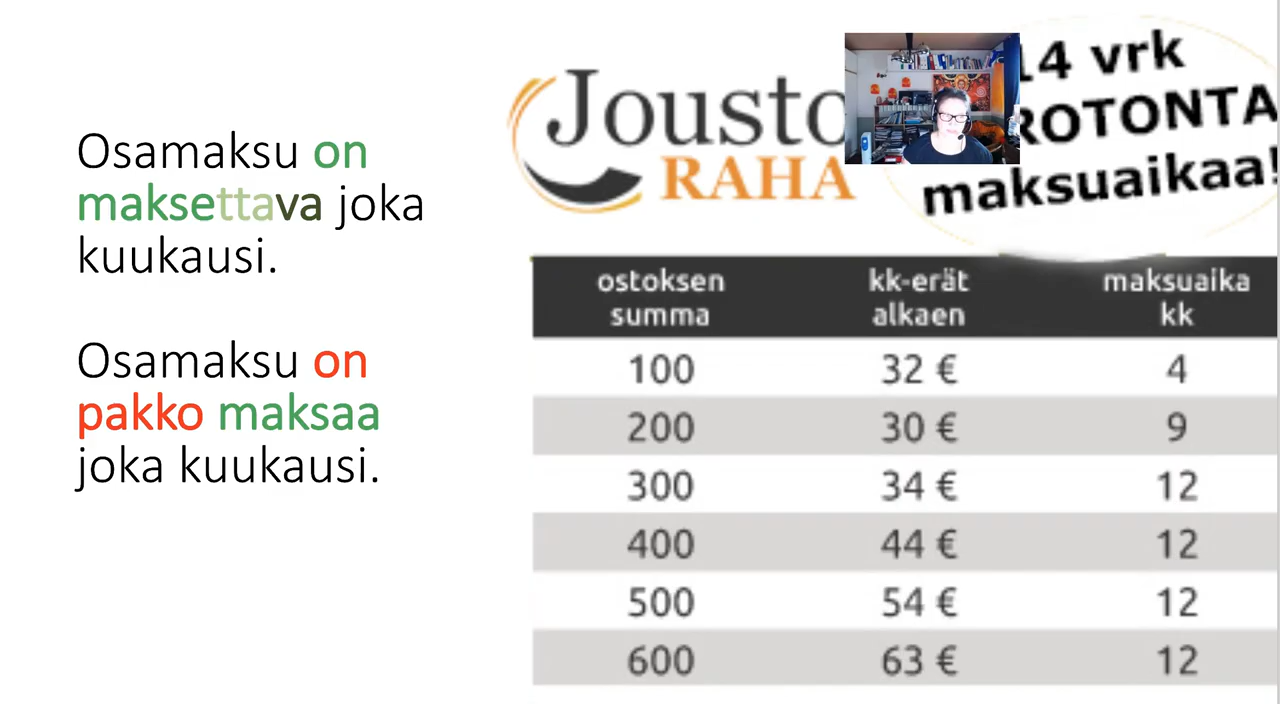 Osamaksu on
maksettava joka
kuukausi.
Osamaksu on
pakko maksaa
joka kuukausi.
Jousto
RAHA
14 vrk
ROTONTA
maksuaikaa!
ostoksen summa
kk-erät alkaen
maksuaika kk
100 32 € 4
200 30 € 9
300 34 € 12
400 44 € 12
500 54 € 12
600 63 € 12